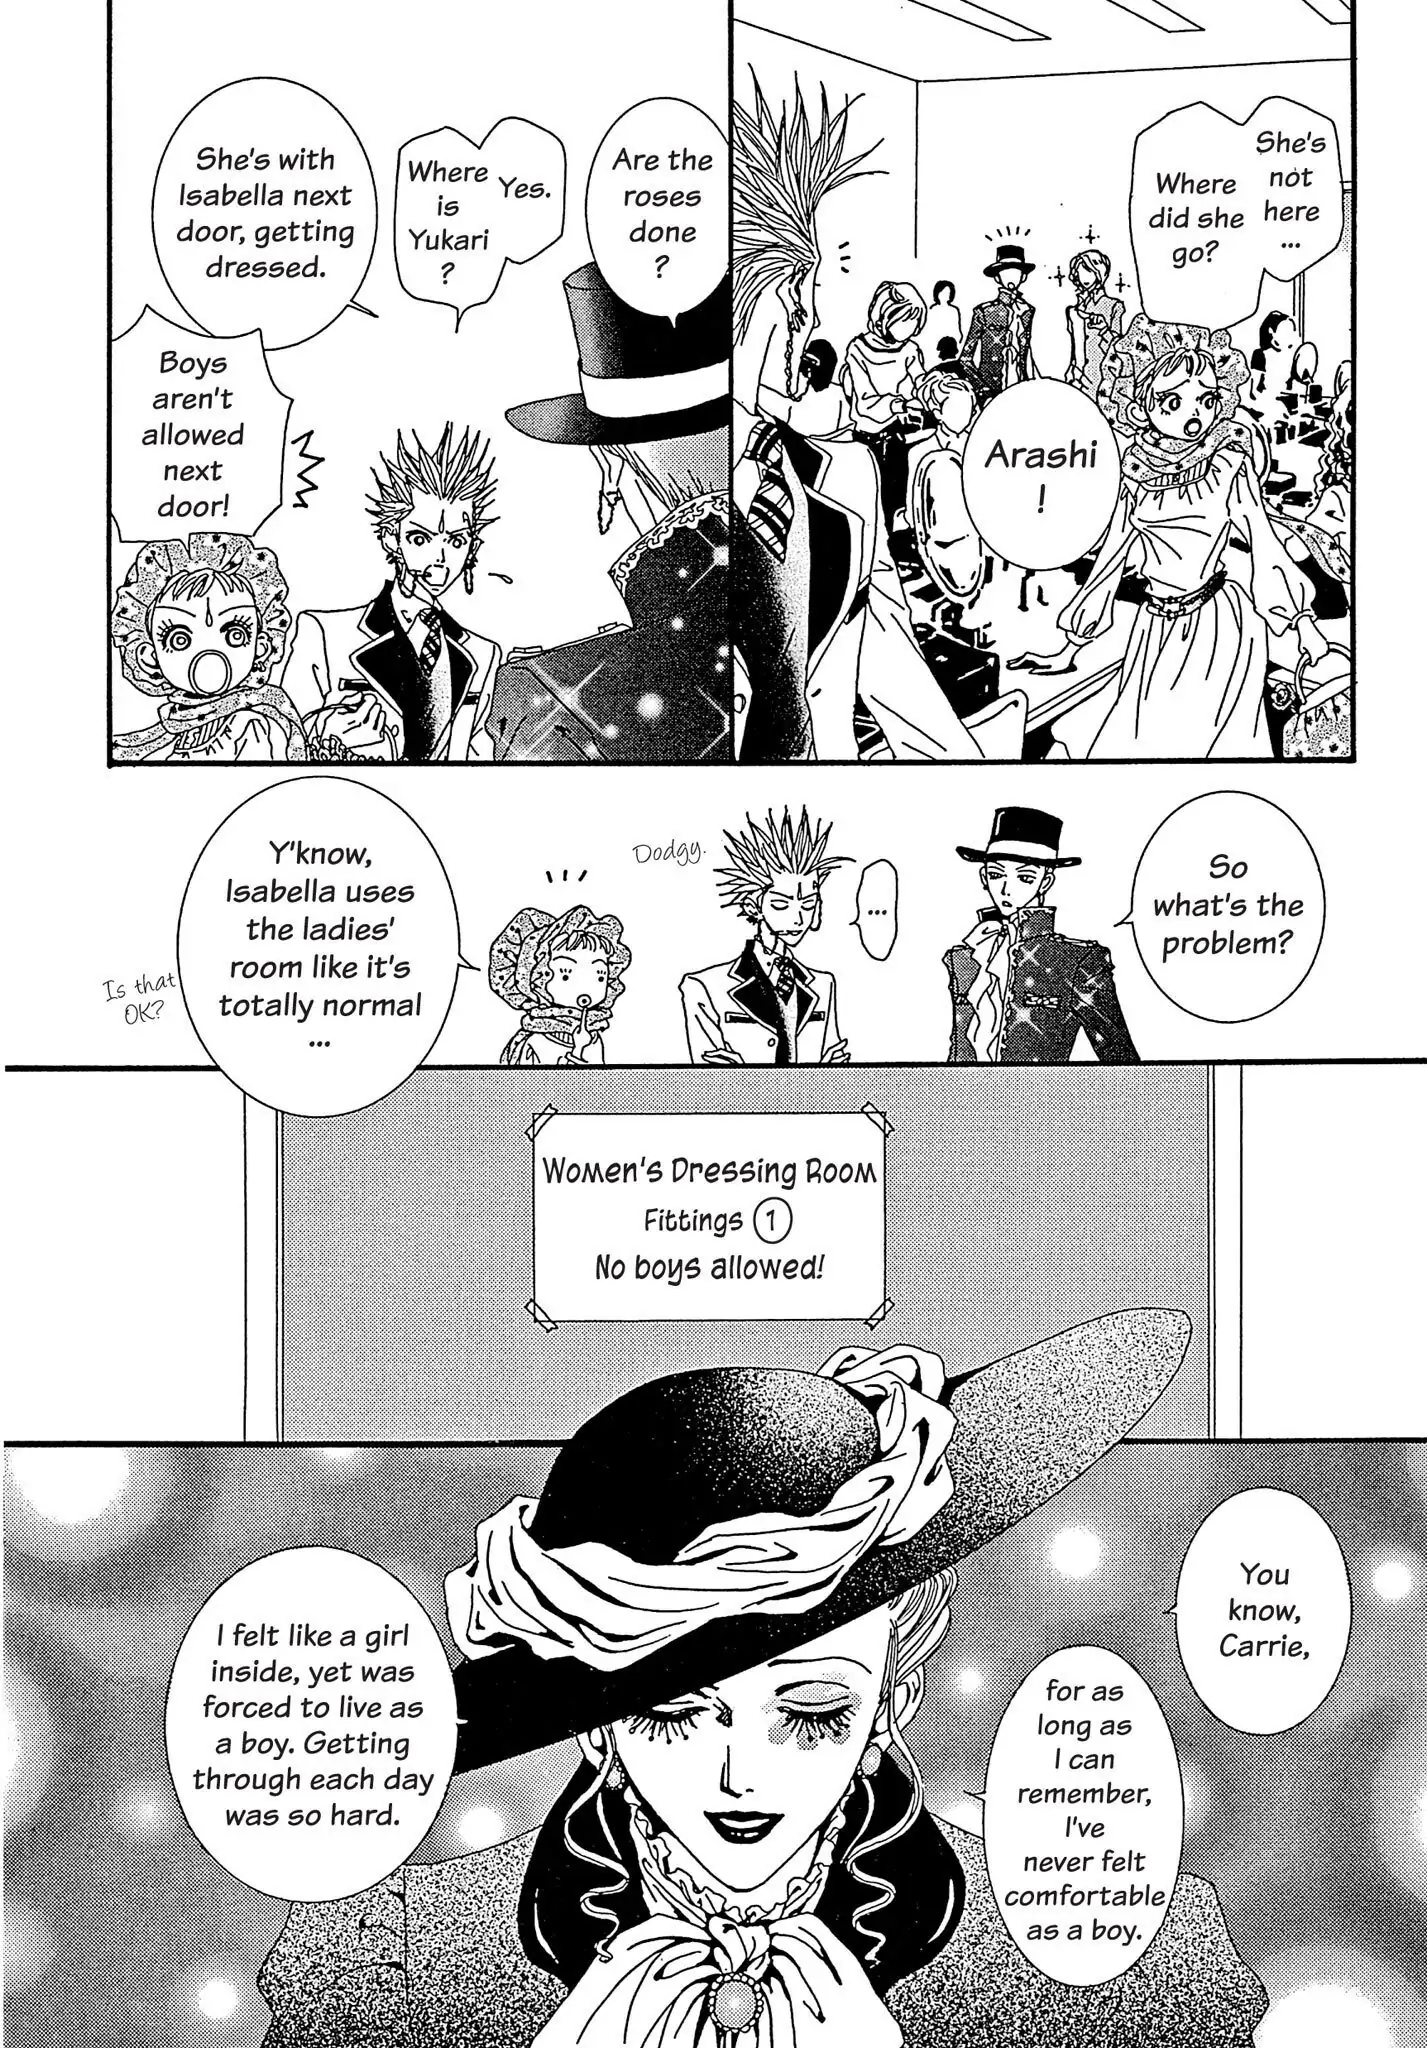 She's
not
here
...
Where
did she
go?
Arashi
!
Are the
roses
done
?
Yes.
Where
is
Yukari
?
She's with
Isabella next
door, getting
dressed.
Boys
aren't
allowed
next
door!
So
what's the
problem?
...
Dodgy.
Y'know,
Isabella uses
the ladies'
room like it's
totally normal
...
Is that
OK?
Women's Dressing Room
Fittings ①
No boys allowed!
You
know,
Carrie,
for as
long as
I can
remember,
I've
never felt
comfortable
as a boy.
I felt like a girl
inside, yet was
forced to live as
a boy. Getting
through each day
was so hard.